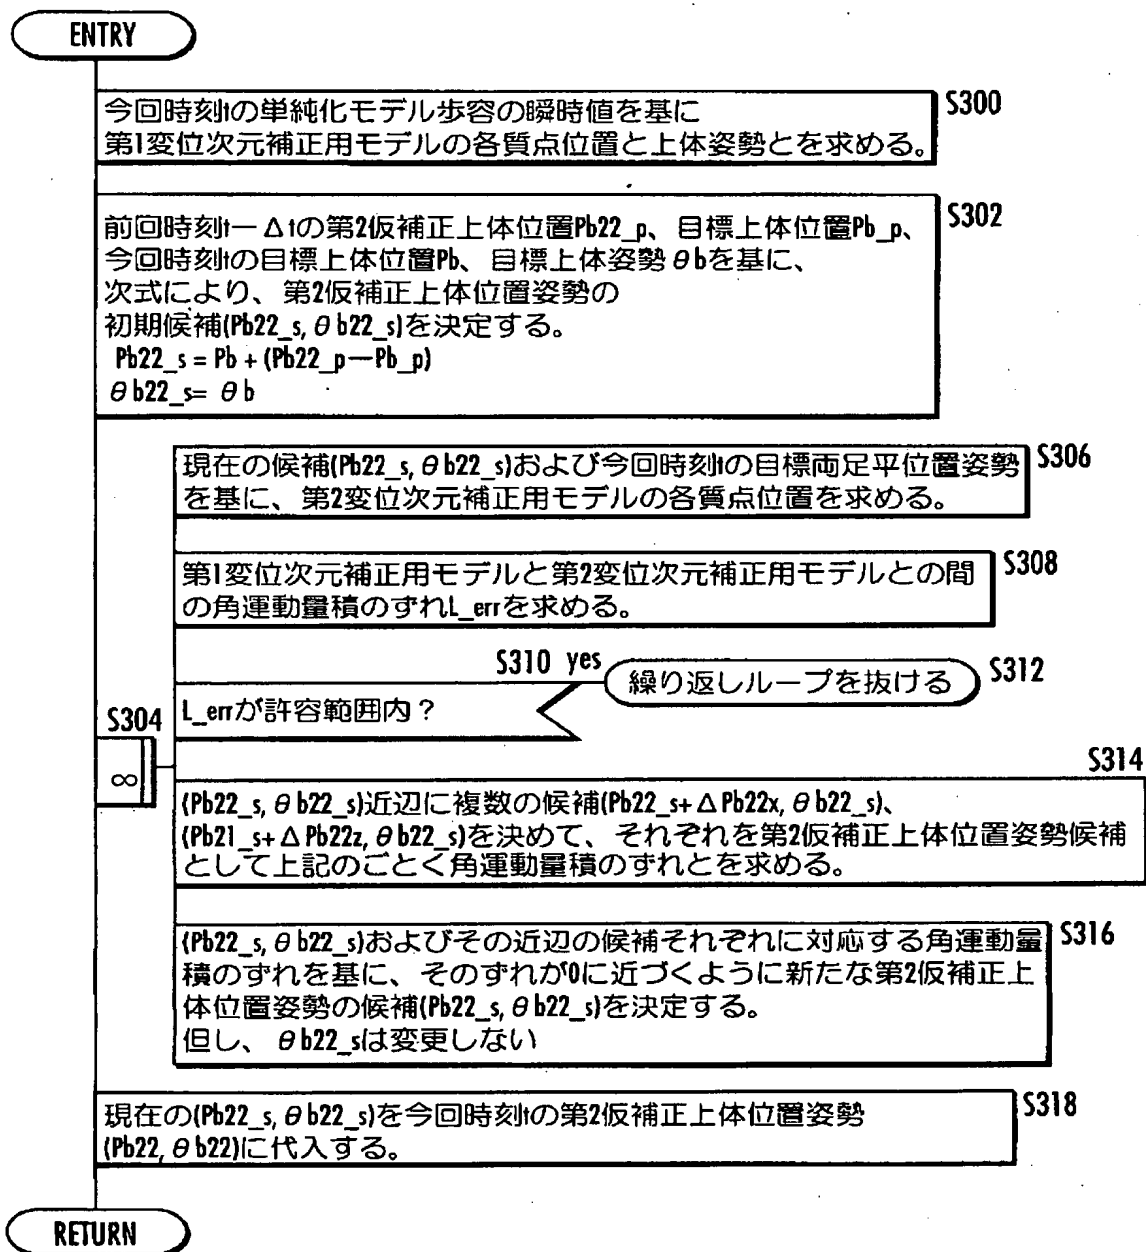 ENTRY
今回時刻tの単純化モデル歩容の瞬時値を基に
第1変位次元補正用モデルの各質点位置と上体姿勢とを求める。
S300
前回時刻t－Δtの第2仮補正上体位置Pb22_p、目標上体位置Pb_p、
今回時刻tの目標上体位置Pb、目標上体姿勢θbを基に、
次式により、第2仮補正上体位置姿勢の
初期候補(Pb22_s, θb22_s)を決定する。
Pb22_s = Pb + (Pb22_p－Pb_p)
θb22_s= θb
S302
現在の候補(Pb22_s, θb22_s)および今回時刻tの目標両足平位置姿勢
を基に、第2変位次元補正用モデルの各質点位置を求める。
S306
第1変位次元補正用モデルと第2変位次元補正用モデルとの間
の角運動量積のずれL_errを求める。
S308
S310 yes
繰り返しループを抜ける
S312
L_errが許容範囲内？
S304
∞
S314
(Pb22_s, θb22_s)近辺に複数の候補(Pb22_s+ΔPb22x, θb22_s)、
(Pb21_s+ΔPb22z, θb22_s)を決めて、それぞれを第2仮補正上体位置姿勢候補
として上記のごとく角運動量積のずれとを求める。
(Pb22_s, θb22_s)およびその近辺の候補それぞれに対応する角運動量
積のずれを基に、そのずれが0に近づくように新たな第2仮補正上
体位置姿勢の候補(Pb22_s, θb22_s)を決定する。
但し、θb22_sは変更しない
S316
現在の(Pb22_s, θb22_s)を今回時刻tの第2仮補正上体位置姿勢
(Pb22, θb22)に代入する。
S318
RETURN